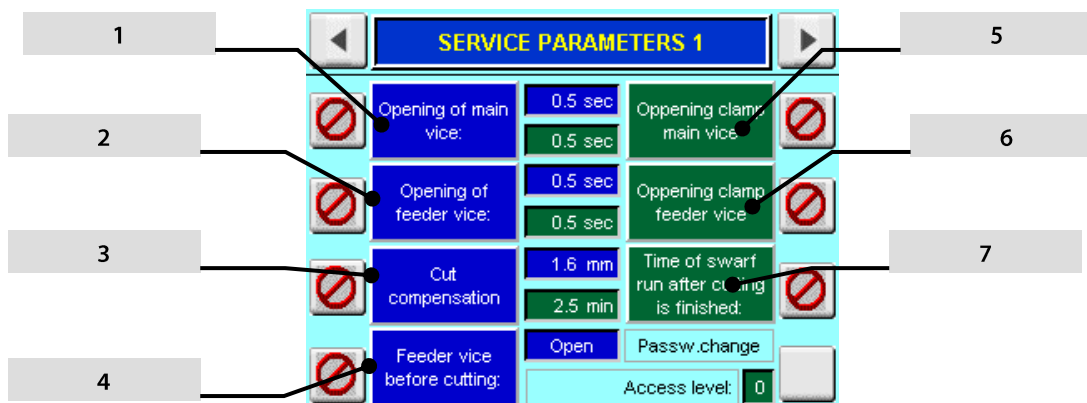 SERVICE PARAMETERS 1
1
Opening of main
vice:
0.5 sec
0.5 sec
Oppening clamp
main vice
5
2
Opening of
feeder vice:
0.5 sec
0.5 sec
Oppening clamp
feeder vice
6
3
Cut
compensation
1.6 mm
2.5 min
Time of swarf
run after cutting
is finished:
7
4
Feeder vice
before cutting:
Open
Passw.change
Access level: 0